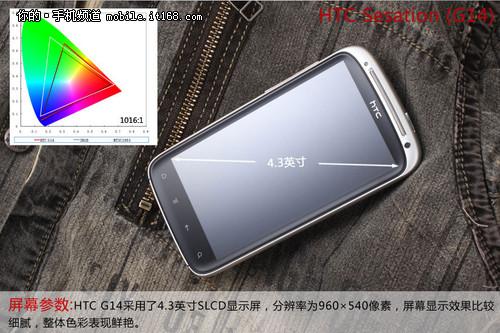 你的·手机频道 mobile.it168.com
HTC Sesation (G14)
1016:1
HTC
4.3英寸
屏幕参数:HTC G14采用了4.3英寸SLCD显示屏，分辨率为960×540像素，屏幕显示效果比较
细腻，整体色彩表现鲜艳。